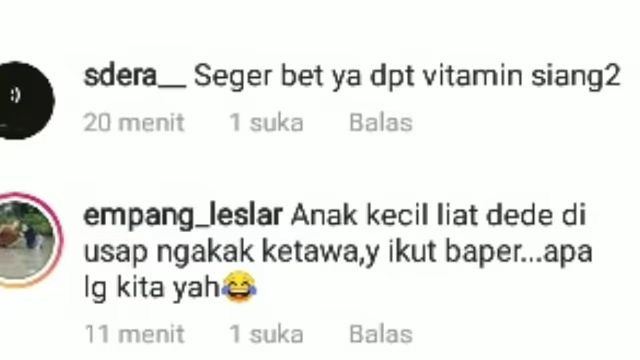 sdera__ Seger bet ya dpt vitamin siang2
20 menit 1 suka Balas
empang_leslar Anak kecil liat dede di
usap ngakak ketawa,y ikut baper...apa
lg kita yah😂
11 menit 1 suka Balas